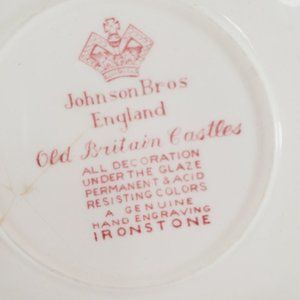 Johnson Bros
England
Old Britain Castles
ALL DECORATION
UNDER THE GLAZE
PERMANENT & ACID
RESISTING COLORS
A GENUINE
HAND ENGRAVING
IRONSTONE